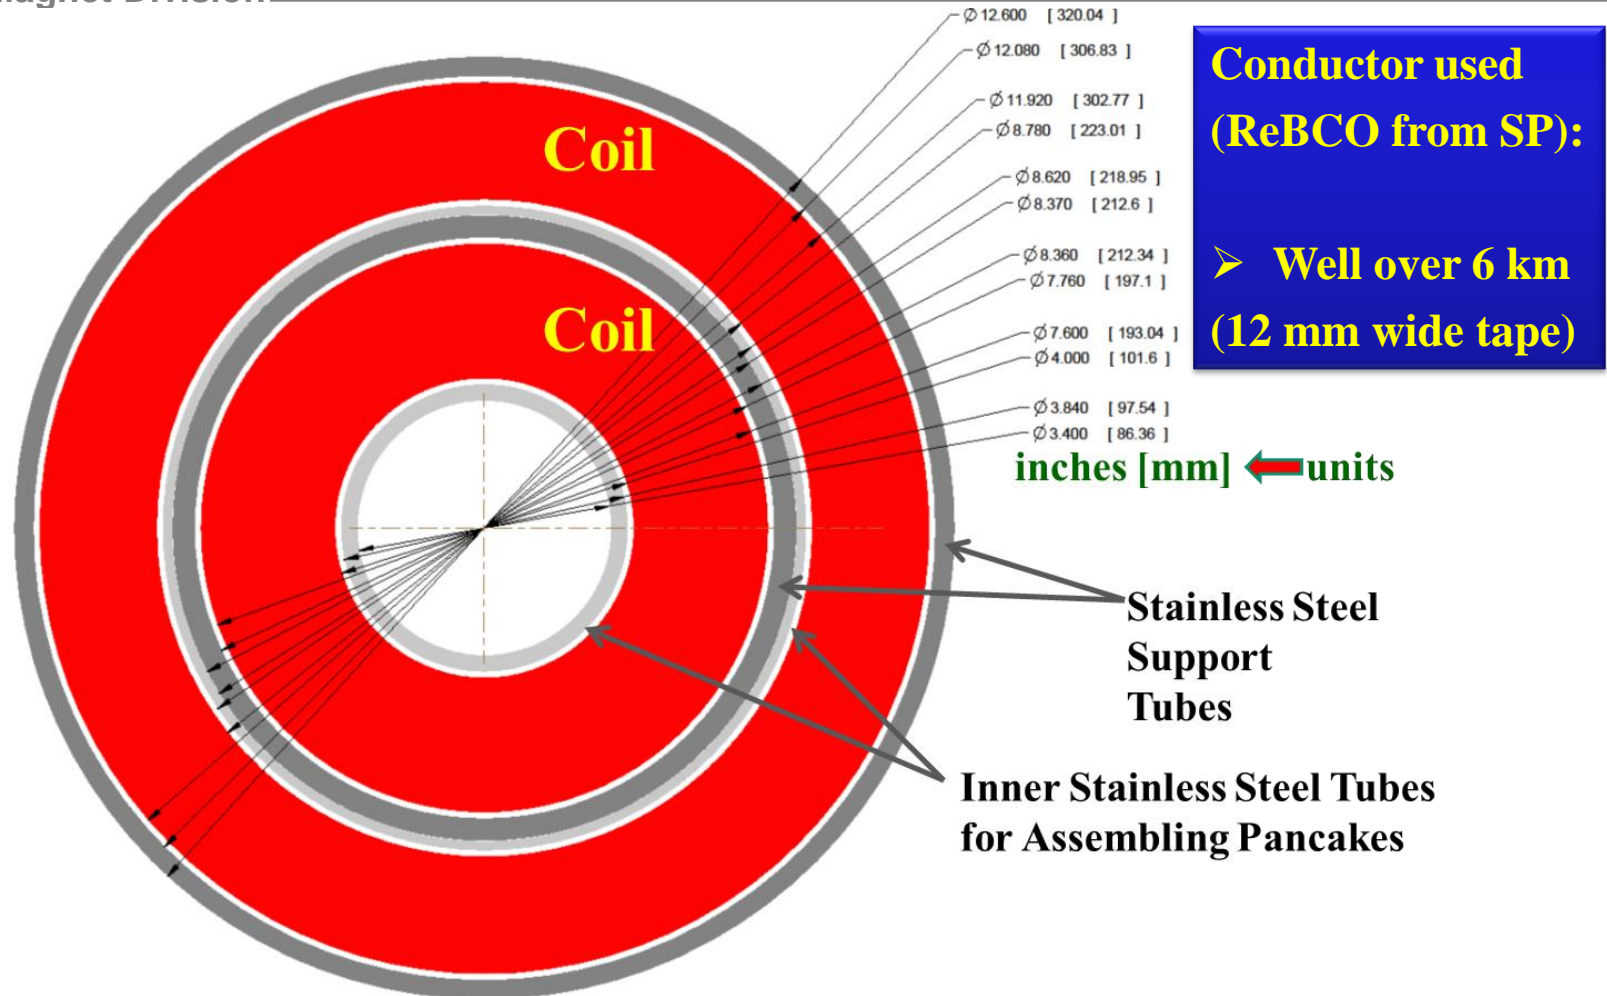 Magnet Division
Ø 12.600 [ 320.04 ]
Ø 12.080 [ 306.83 ]
Ø 11.920 [ 302.77 ]
Ø 8.780 [ 223.01 ]
Ø 8.620 [ 218.95 ]
Ø 8.370 [ 212.6 ]
Ø 8.360 [ 212.34 ]
Ø 7.760 [ 197.1 ]
Ø 7.600 [ 193.04 ]
Ø 4.000 [ 101.6 ]
Ø 3.840 [ 97.54 ]
Ø 3.400 [ 86.36 ]
inches [mm] units
Conductor used
(ReBCO from SP):
➢ Well over 6 km
(12 mm wide tape)
Coil
Coil
Stainless Steel
Support
Tubes
Inner Stainless Steel Tubes
for Assembling Pancakes